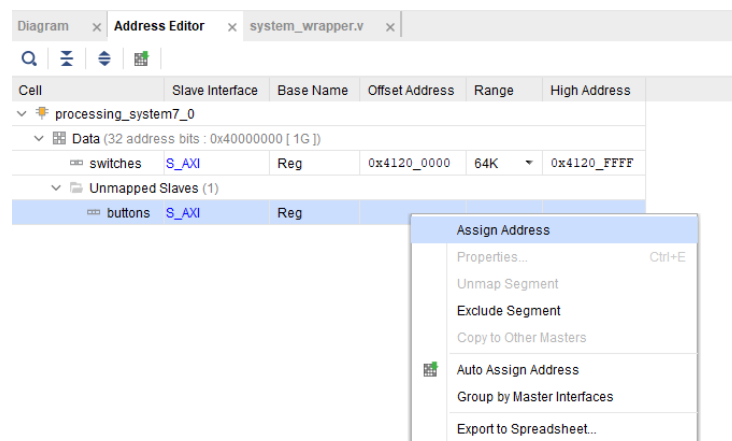 Diagram × Address Editor × system_wrapper.v ×
Cell Slave Interface Base Name Offset Address Range High Address
processing_system7_0
Data (32 address bits : 0x40000000 [ 1G ])
switches S_AXI Reg 0x4120_0000 64K 0x4120_FFFF
Unmapped Slaves (1)
buttons S_AXI Reg
Assign Address
Properties... Ctrl+E
Unmap Segment
Exclude Segment
Copy to Other Masters
Auto Assign Address
Group by Master Interfaces
Export to Spreadsheet...